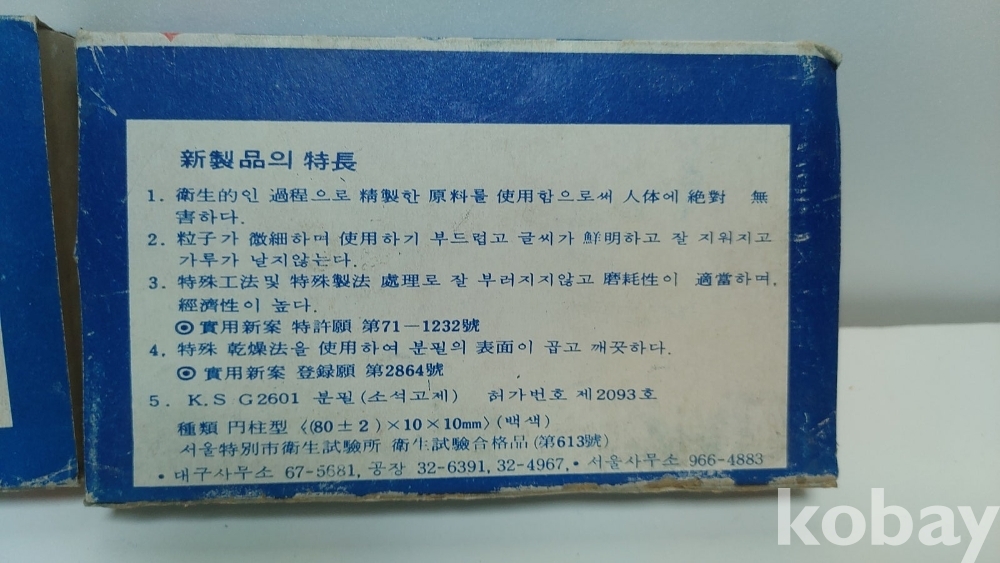 新製品의 特長
1. 衛生的인 過程으로 精製한 原料를 使用함으로써 人体에 絶對 無
害하다.
2. 粒子가 微細하며 使用하기 부드럽고 글씨가 鮮明하고 잘 지워지고
가루가 날지않는다.
3. 特殊工法및 特殊製法 處理로 잘 부러지지않고 磨耗性이 適當하며,
經濟性이 높다.
◎ 實用新案 特許願 第71-1232號
4. 特殊 乾燥法을 使用하여 분필의 表面이 곱고 깨끗하다.
◎ 實用新案 登録願 第2864號
5. K.S G2601 분필(소석고제) 허가번호 제2093호
種類 円柱型 〈(80±2)×10×10mm〉(백색)
서울特別市衛生試驗所 衛生試驗合格品(第613號)
• 대구사무소 67-5681, 공장 32-6391, 32-4967, • 서울사무소 966-4883
kobay